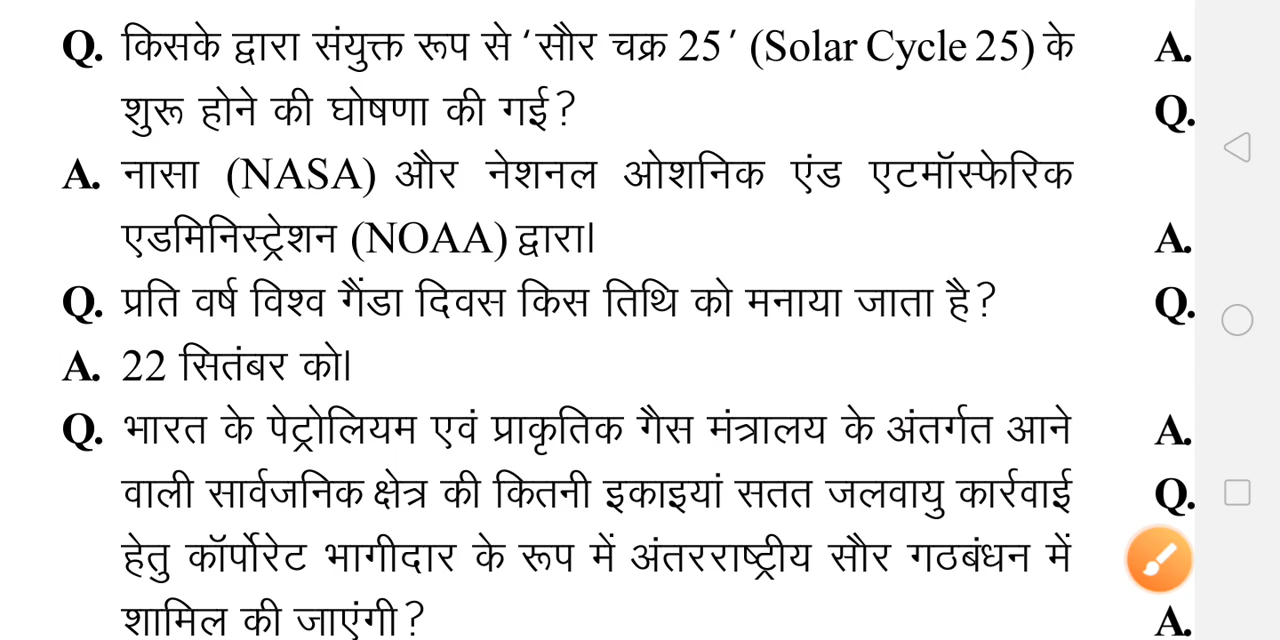 Q. किसके द्वारा संयुक्त रूप से 'सौर चक्र 25' (Solar Cycle 25) के
शुरू होने की घोषणा की गई?
A. नासा (NASA) और नेशनल ओशनिक एंड एटमॉस्फेरिक
एडमिनिस्ट्रेशन (NOAA) द्वारा।
Q. प्रति वर्ष विश्व गैंडा दिवस किस तिथि को मनाया जाता है?
A. 22 सितंबर को।
Q. भारत के पेट्रोलियम एवं प्राकृतिक गैस मंत्रालय के अंतर्गत आने
वाली सार्वजनिक क्षेत्र की कितनी इकाइयां सतत जलवायु कार्रवाई
हेतु कॉर्पोरेट भागीदार के रूप में अंतरराष्ट्रीय सौर गठबंधन में
शामिल की जाएंगी?
A.
Q.
A.
Q.
A.
Q.
A.